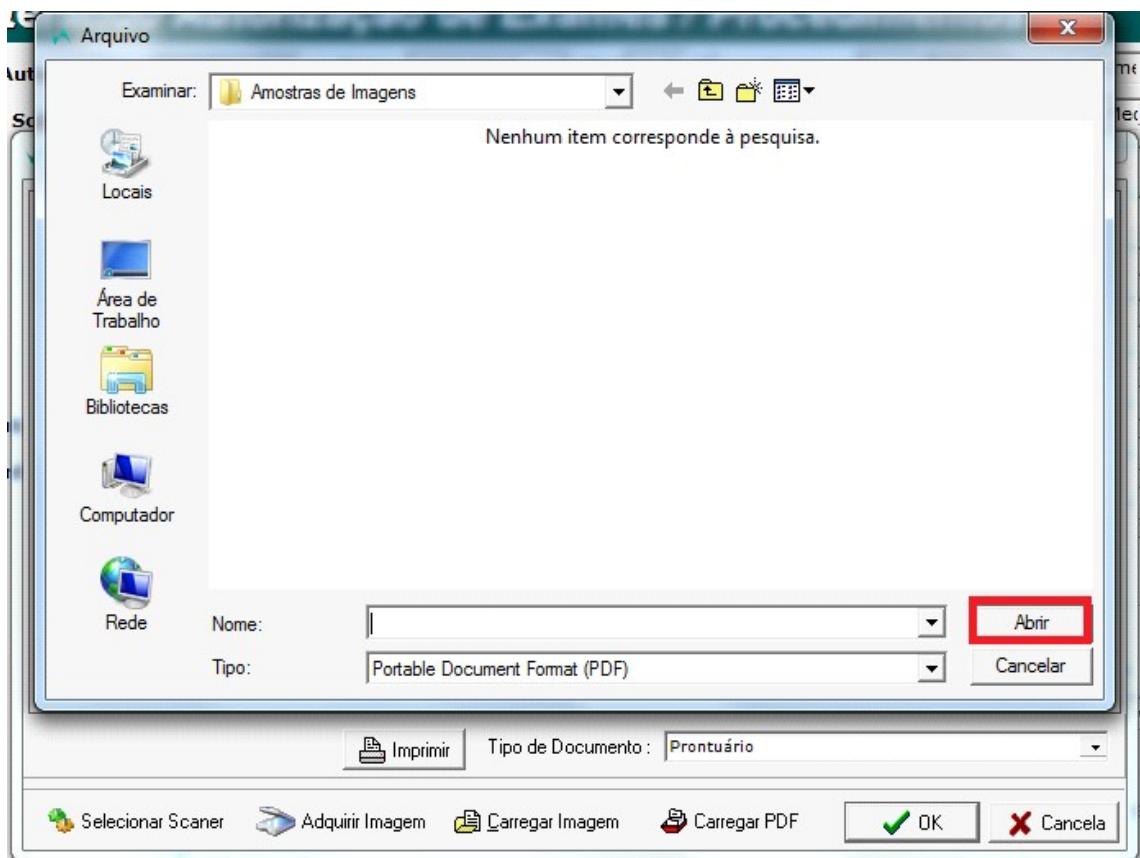 Arquivo
Examinar:
Amostras de Imagens
Nenhum item corresponde à pesquisa.
Locais
Área de
Trabalho
Bibliotecas
Computador
Rede
Nome:
Abrir
Tipo:
Portable Document Format (PDF)
Cancelar
Imprimir
Tipo de Documento :
Prontuário
Selecionar Scaner
Adquirir Imagem
Carregar Imagem
Carregar PDF
OK
Cancela